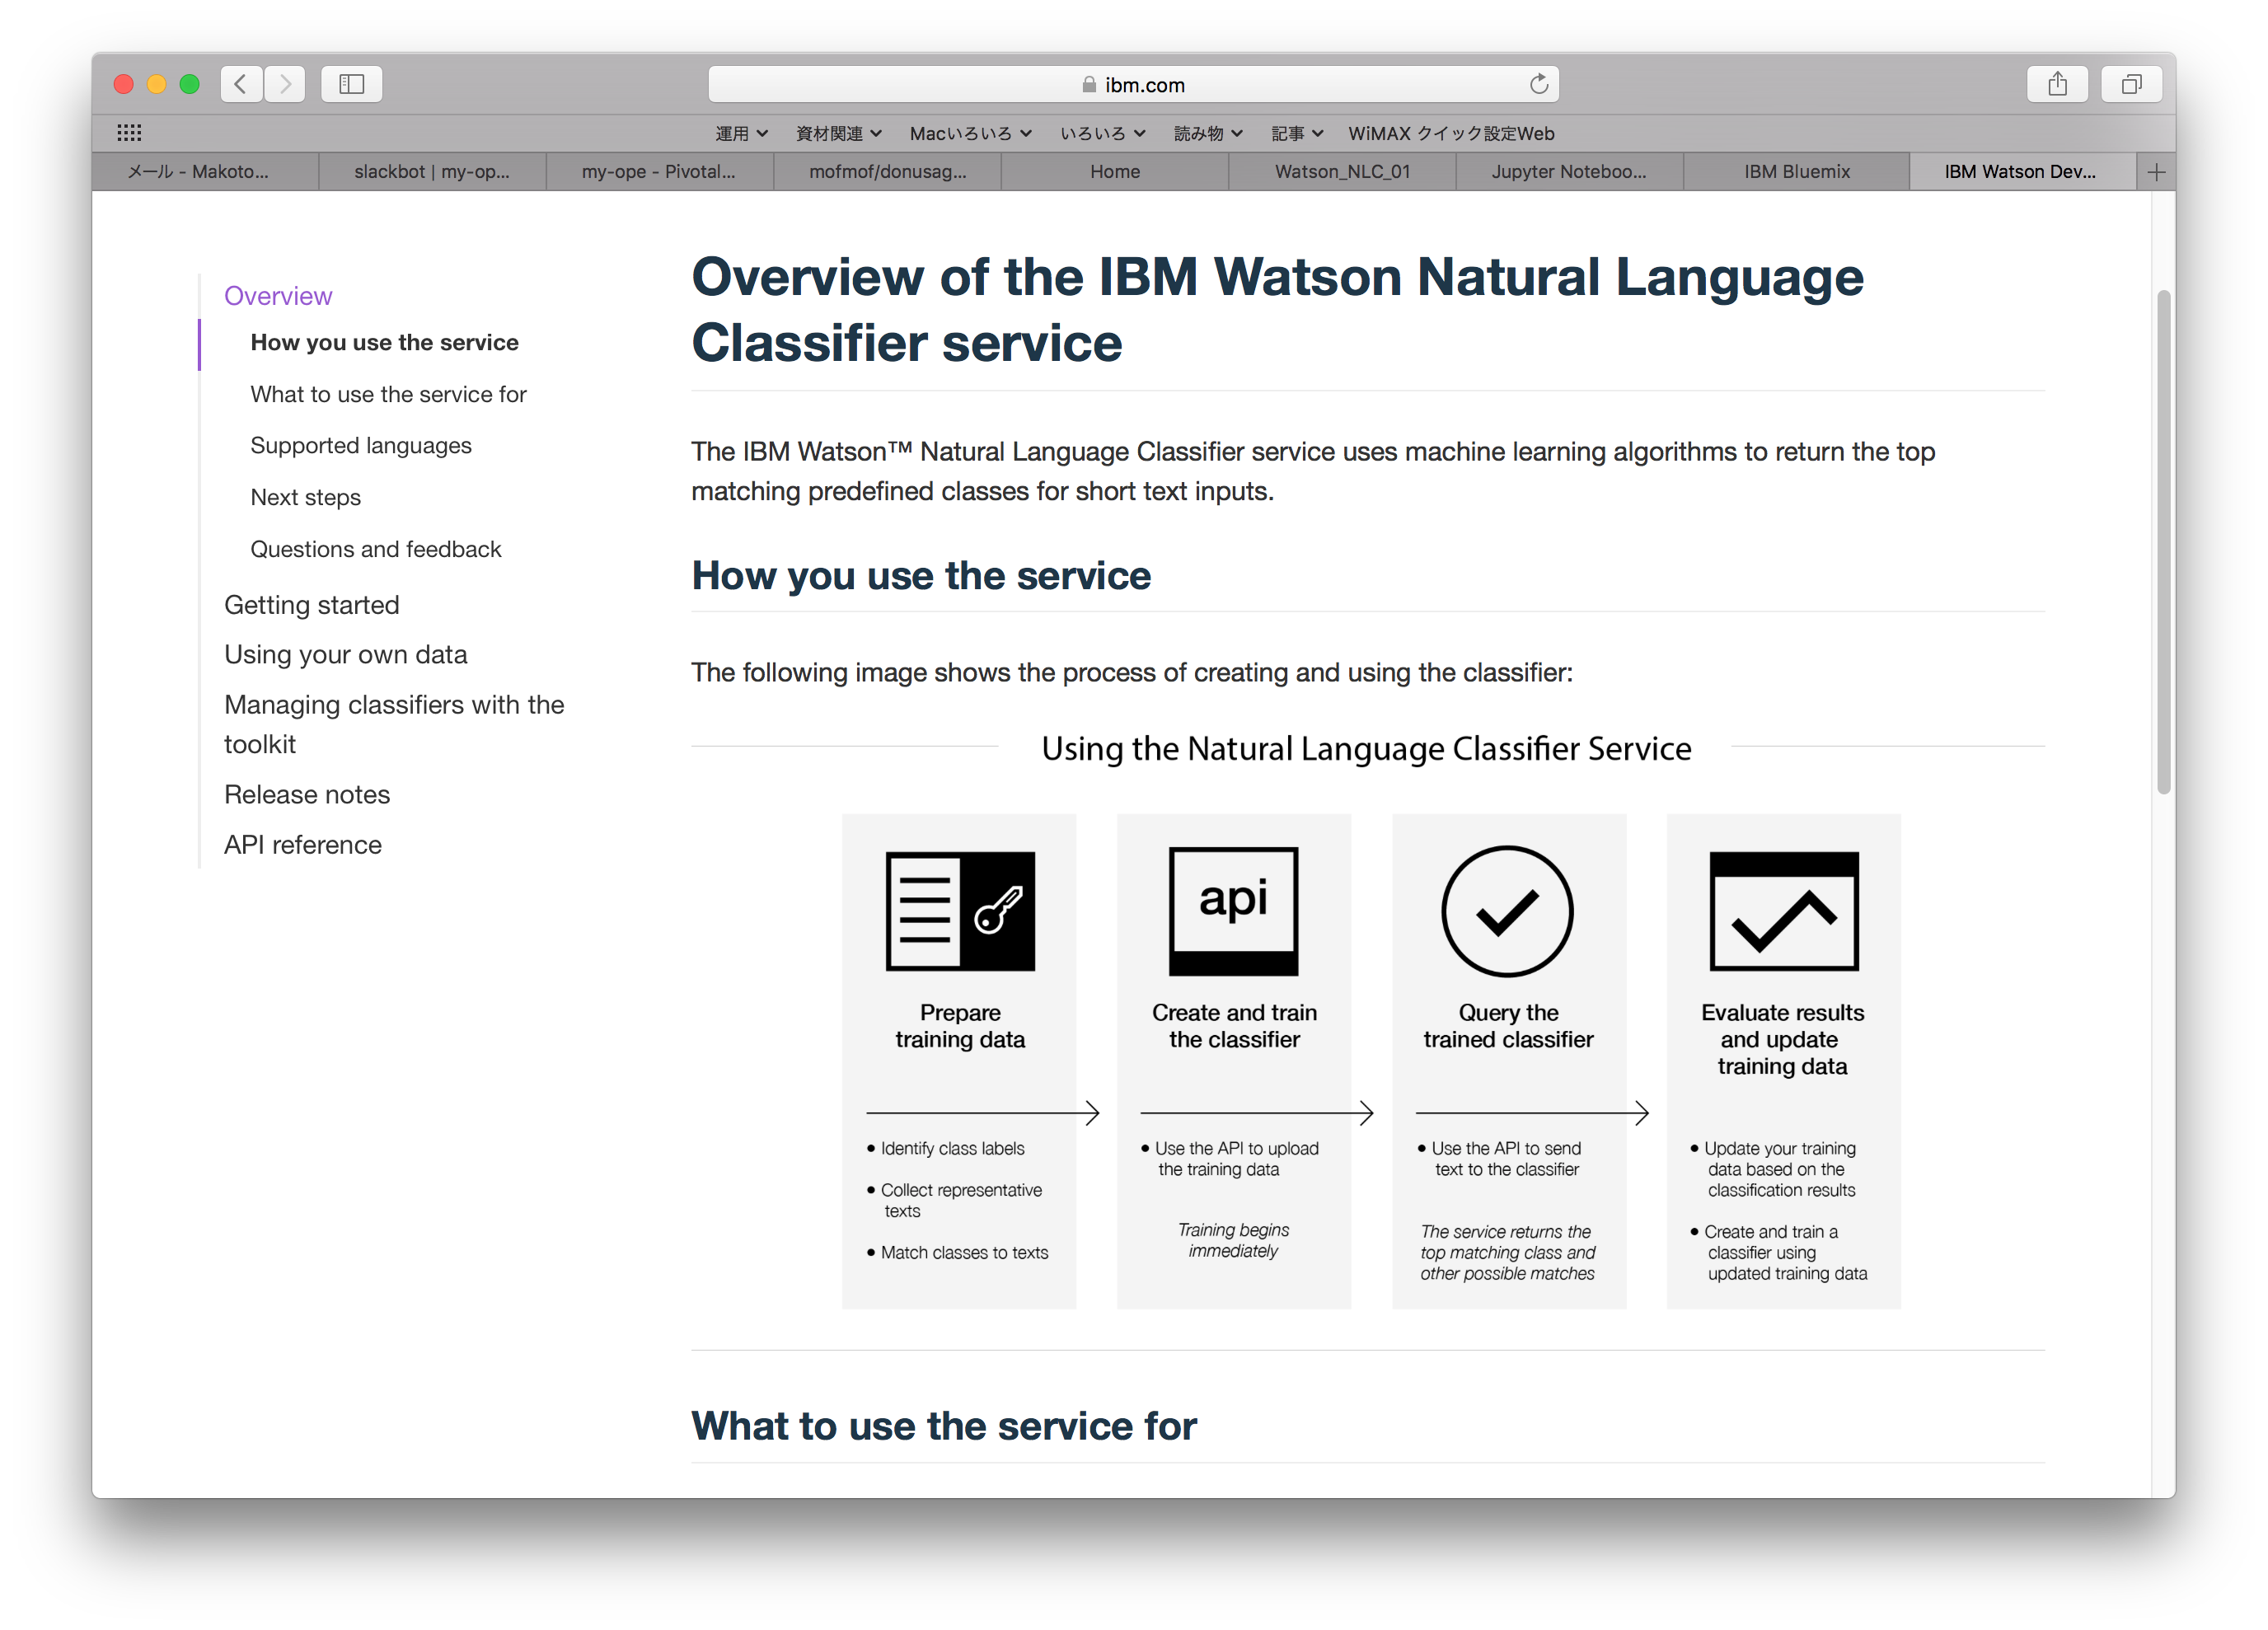 ibm.com
運用 資材関連 Macいろいろ いろいろ 読み物 記事 WiMAX クイック設定Web
メール - Makoto... slackbot | my-op... my-ope - Pivotal... mofmof/donusag... Home Watson_NLC_01 Jupyter Noteboo... IBM Bluemix IBM Watson Dev...
Overview
How you use the service
What to use the service for
Supported languages
Next steps
Questions and feedback
Getting started
Using your own data
Managing classifiers with the
toolkit
Release notes
API reference
Overview of the IBM Watson Natural Language
Classifier service
The IBM Watson™ Natural Language Classifier service uses machine learning algorithms to return the top
matching predefined classes for short text inputs.
How you use the service
The following image shows the process of creating and using the classifier:
Using the Natural Language Classifier Service
Prepare
training data
• Identify class labels
• Collect representative
texts
• Match classes to texts
api
Create and train
the classifier
• Use the API to upload
the training data
Training begins
immediately
Query the
trained classifier
• Use the API to send
text to the classifier
The service returns the
top matching class and
other possible matches
Evaluate results
and update
training data
• Update your training
data based on the
classification results
• Create and train a
classifier using
updated training data
What to use the service for